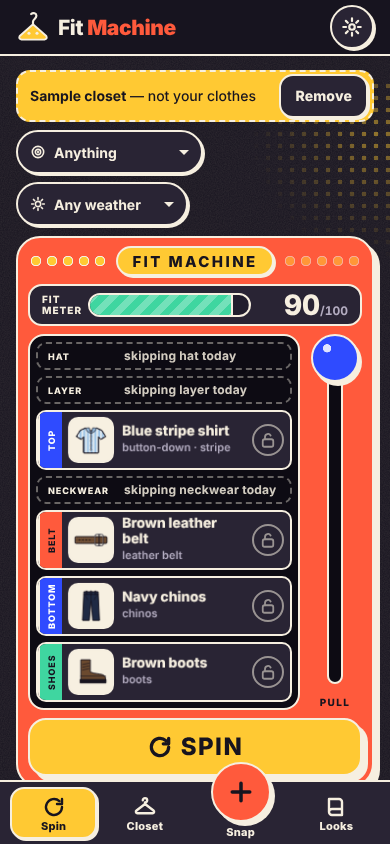 Fit Machine
Sample closet — not your clothes
Remove
Anything
Any weather
FIT MACHINE
FIT METER
90/100
HAT
skipping hat today
LAYER
skipping layer today
TOP
Blue stripe shirt
button-down · stripe
NECKWEAR
skipping neckwear today
BELT
Brown leather
belt
leather belt
BOTTOM
Navy chinos
chinos
SHOES
Brown boots
boots
PULL
SPIN
Spin
Closet
Snap
Looks